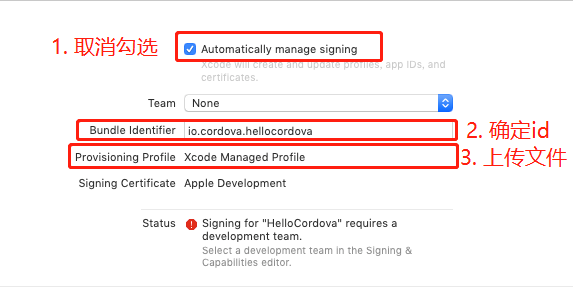 1. 取消勾选
Automatically manage signing
Xcode will create and update profiles, app IDs, and
certificates.
Team None
Bundle Identifier io.cordova.hellocordova
2. 确定id
Provisioning Profile Xcode Managed Profile
3. 上传文件
Signing Certificate Apple Development
Status Signing for "HelloCordova" requires a
development team.
Select a development team in the Signing &
Capabilities editor.